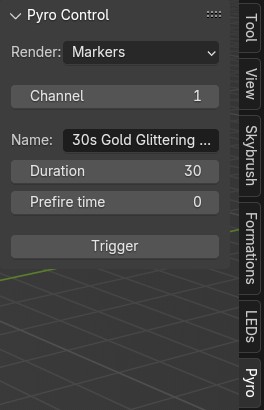 Pyro Control
Render: Markers
Channel 1
Name: 30s Gold Glittering ...
Duration 30
Prefire time 0
Trigger
Tool
View
Skybrush
Formations
LEDs
Pyro